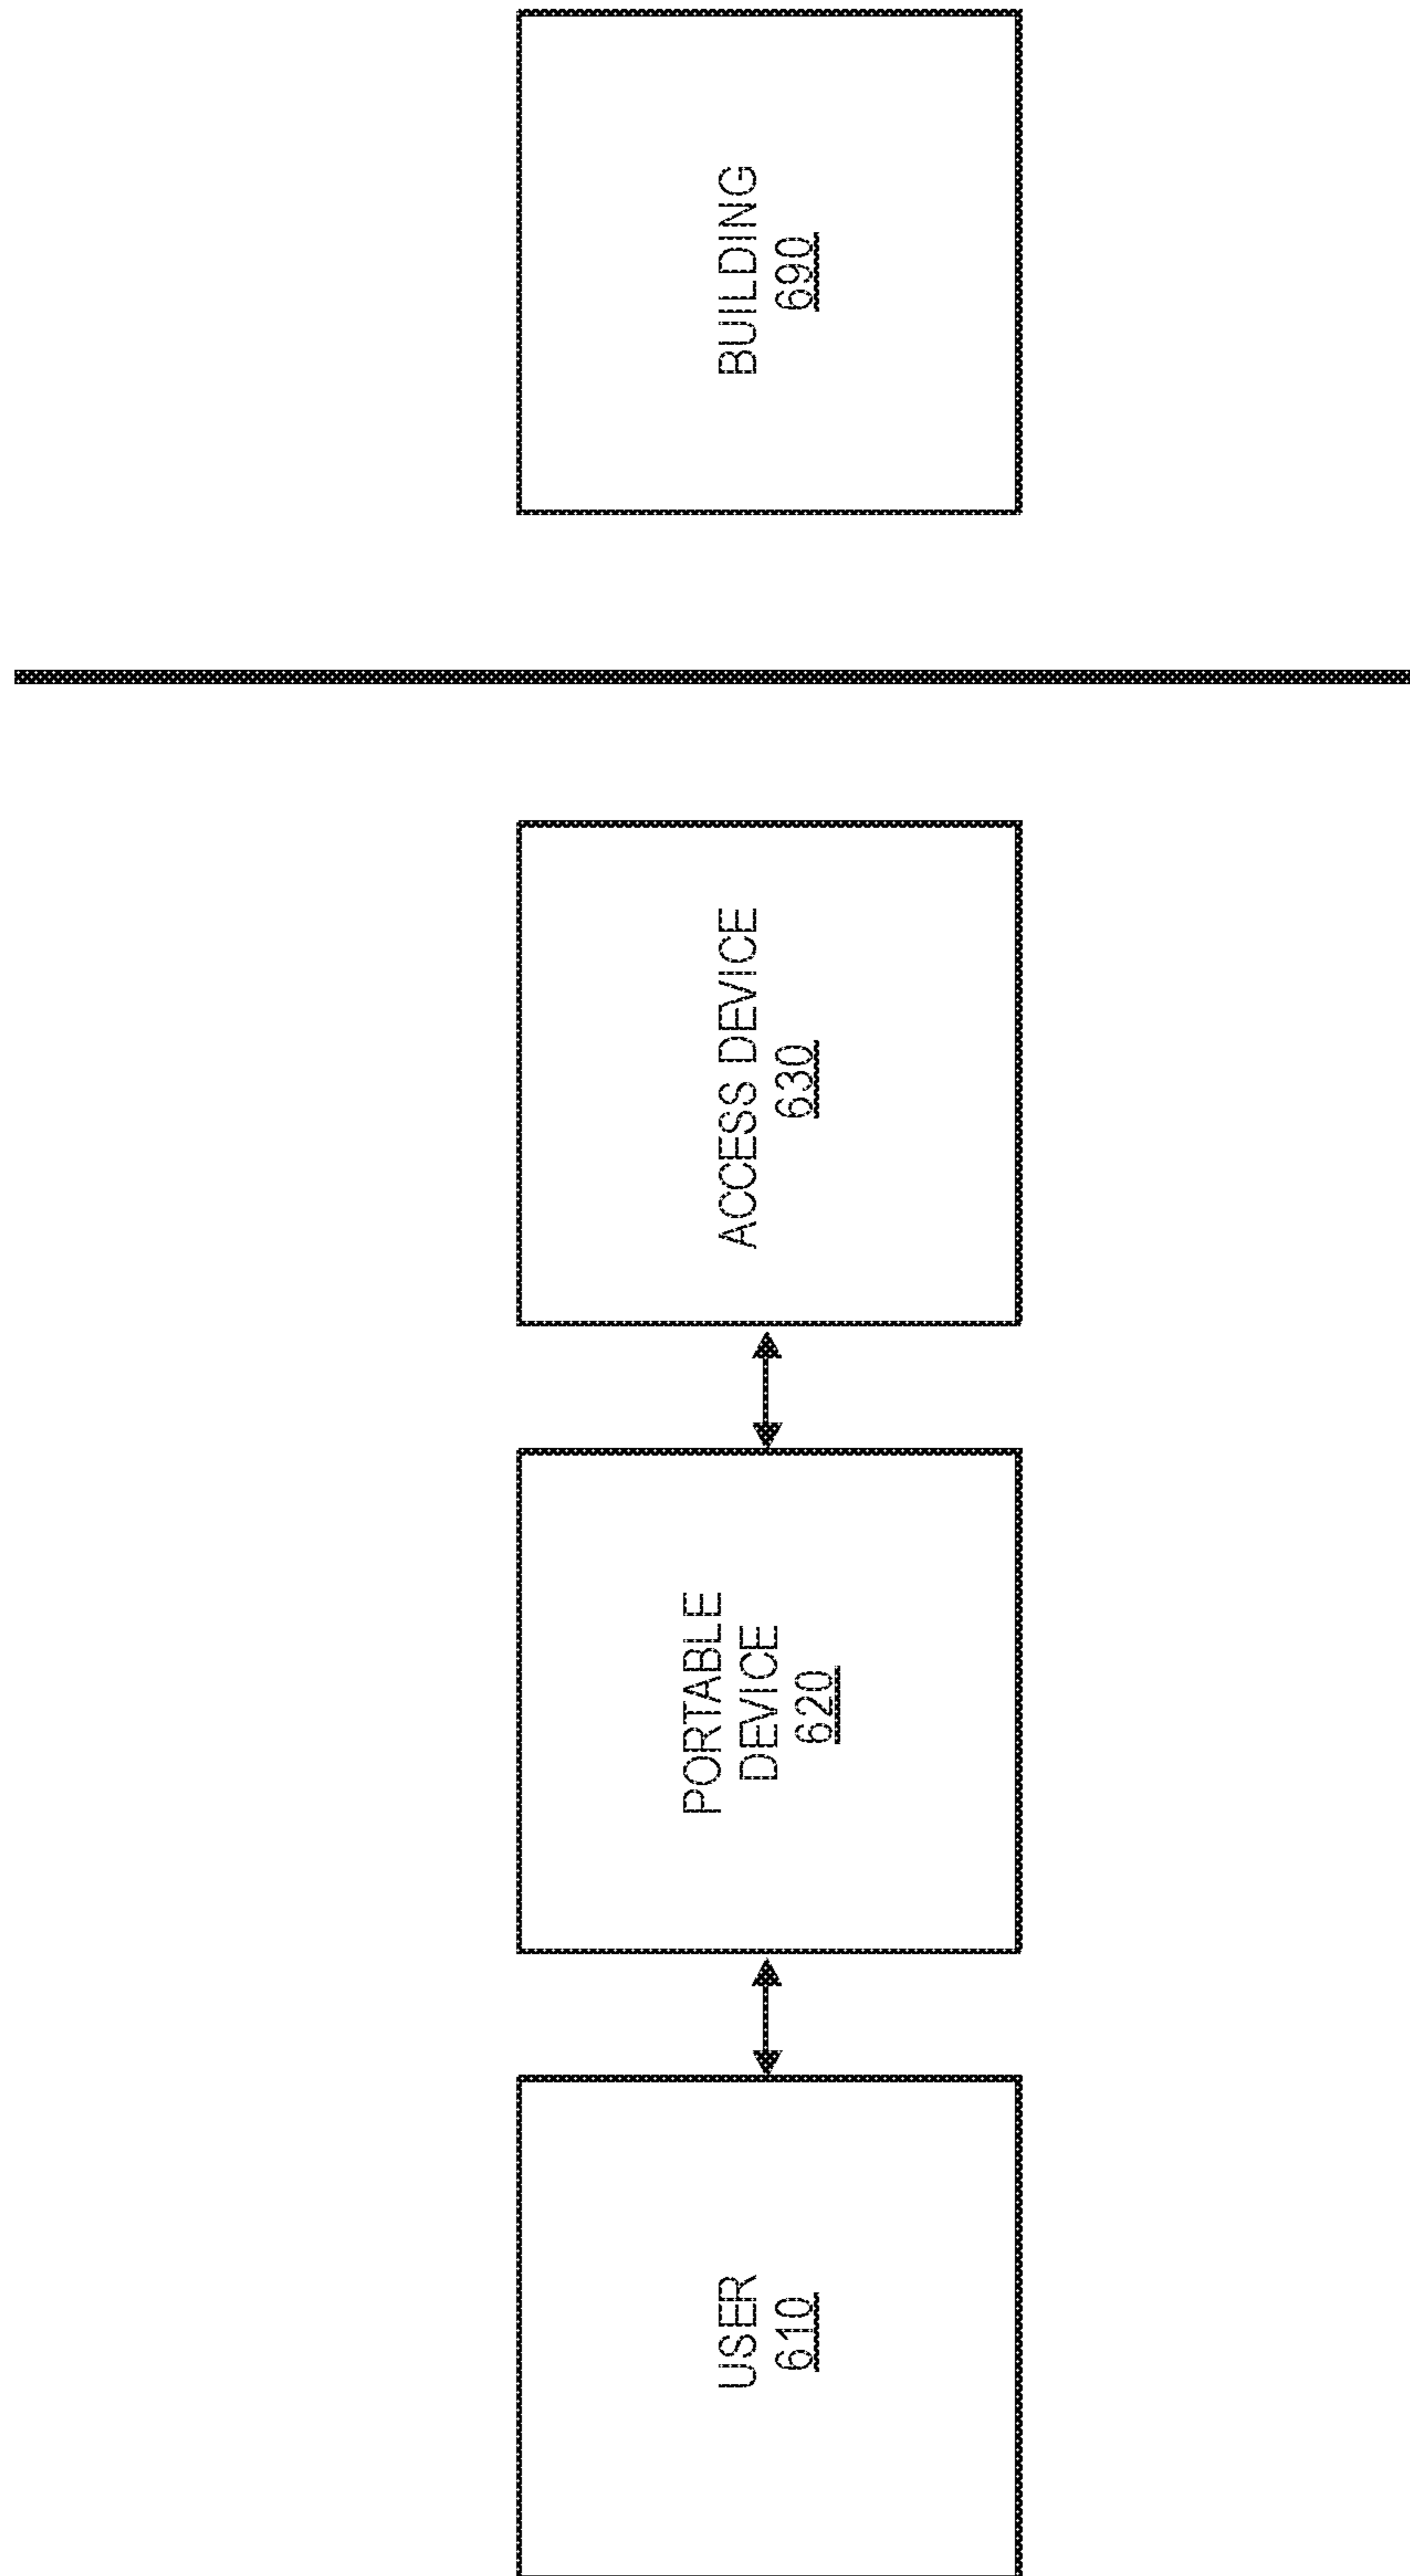 USER
610
PORTABLE
DEVICE
620
ACCESS DEVICE
630
BUILDING
690